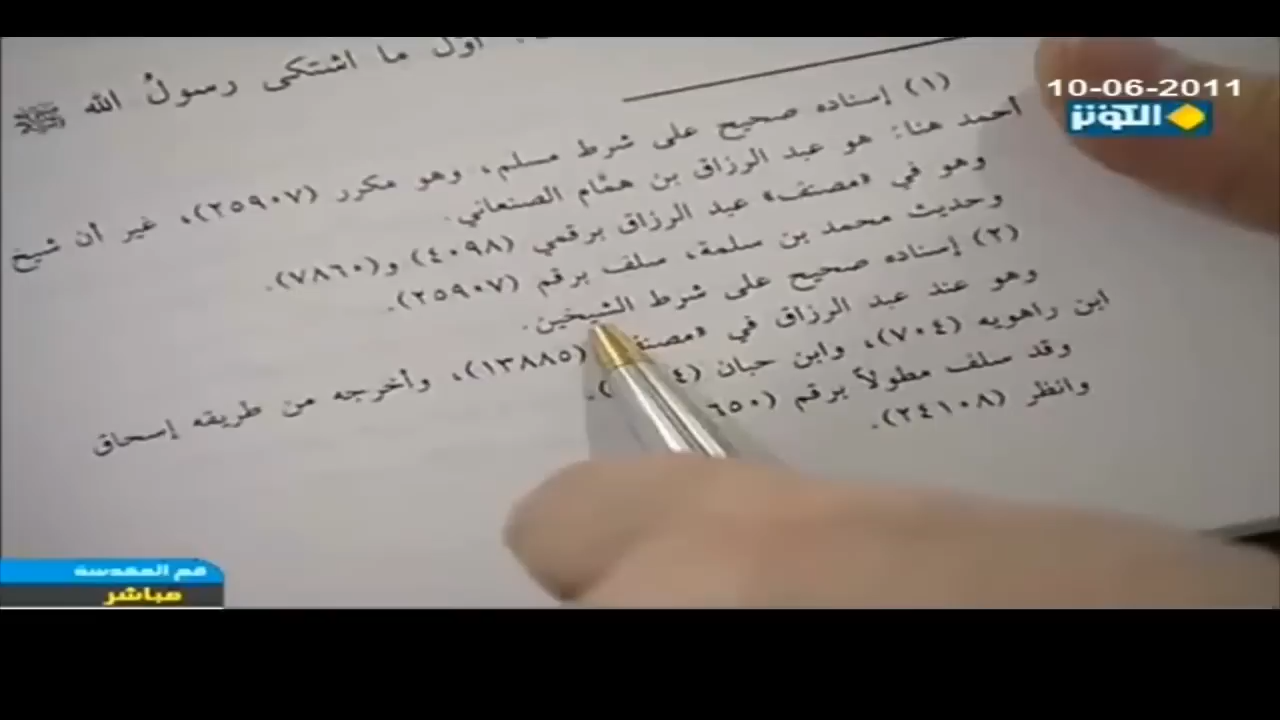 أوّل ما اشتكى رسولُ الله ﷺ
10-06-2011
الكوثر
(١) إسناده صحيح على شرط مسلم، وهو مكرر (٢٥٩٠٧)، غير أن شيخ
أحمد هنا: هو عبد الرزاق بن همَّام الصنعاني.
وهو في «مصنف» عبد الرزاق برقمي (٤٠٩٨) و(٧٨٦٠).
وحديث محمد بن سلمة، سلف برقم (٢٥٩٠٧).
(٢) إسناده صحيح على شرط الشيخين.
وهو عند عبد الرزاق في (١٣٨٨٥)، وأخرجه من طريقه إسحاق
ابن راهويه (٧٠٤)، وابن حبان
وقد سلف مطولاً برقم
وانظر (٢٤١٠٨).
قم المقدسة
مباشر